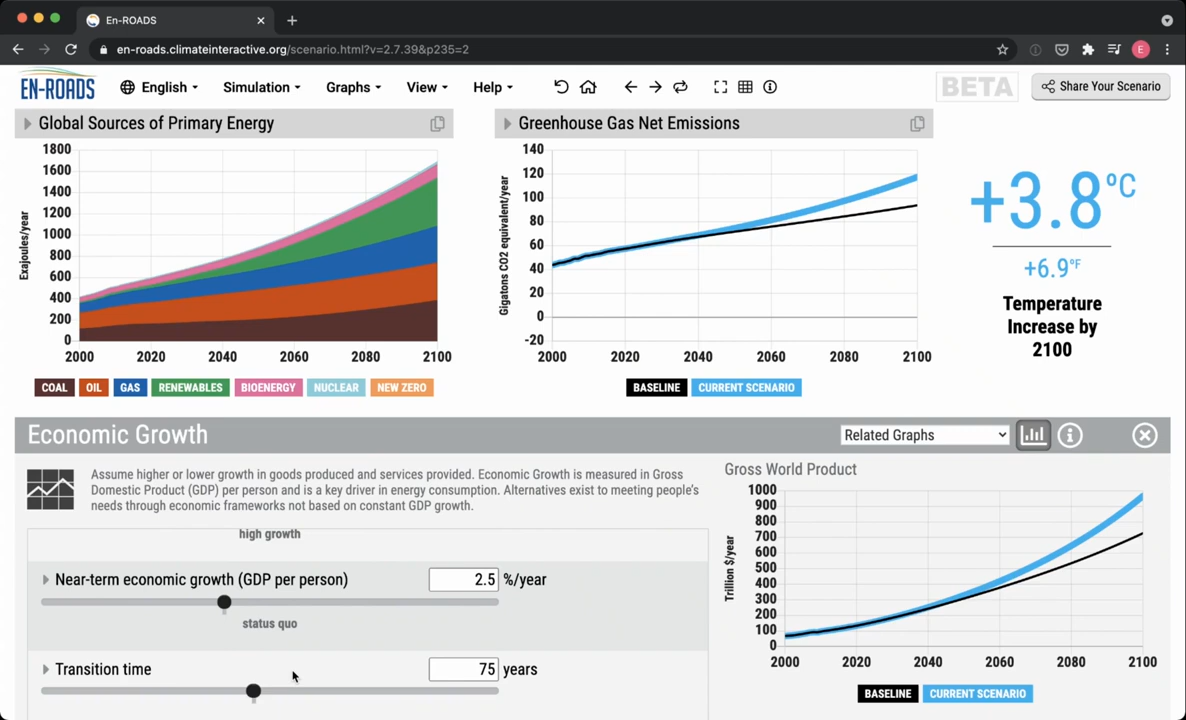 En-ROADS
en-roads.climateinteractive.org/scenario.html?v=2.7.39&p235=2
E
EN-ROADS
English
Simulation
Graphs
View
Help
BETA
Share Your Scenario
Global Sources of Primary Energy
Exajoules/year
1800
1600
1400
1200
1000
800
600
400
200
0
2000 2020 2040 2060 2080 2100
COAL OIL GAS RENEWABLES BIOENERGY NUCLEAR NEW ZERO
Greenhouse Gas Net Emissions
Gigatons CO2 equivalent/year
140
120
100
80
60
40
20
0
-20
2000 2020 2040 2060 2080 2100
BASELINE CURRENT SCENARIO
+3.8°C
+6.9°F
Temperature
Increase by
2100
Economic Growth
Related Graphs
Assume higher or lower growth in goods produced and services provided. Economic Growth is measured in Gross
Domestic Product (GDP) per person and is a key driver in energy consumption. Alternatives exist to meeting people's
needs through economic frameworks not based on constant GDP growth.
high growth
Near-term economic growth (GDP per person) 2.5 %/year
status quo
Transition time 75 years
Gross World Product
Trillion $/year
1000
900
800
700
600
500
400
300
200
100
0
2000 2020 2040 2060 2080 2100
BASELINE CURRENT SCENARIO